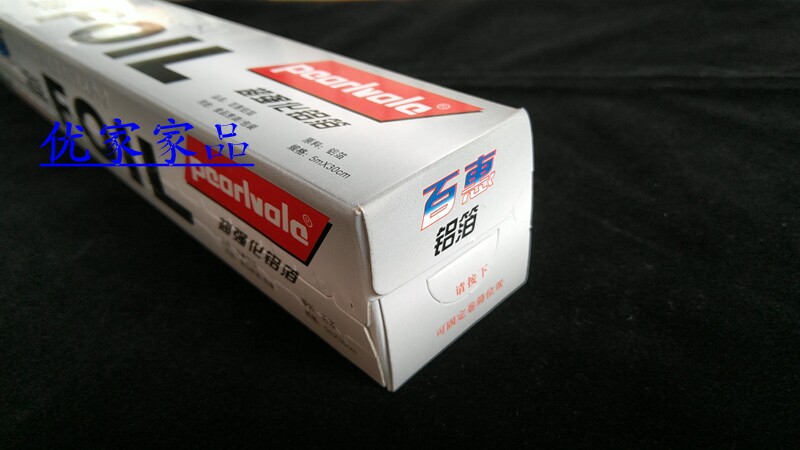 FOIL
pearlvale®
超强化铝箔
原料: 铝箔
规格: 5mX30cm
FOIL
优家家品
pearlvale®
超强化铝箔
百惠
铝箔
请按下
可固定卷筒位置